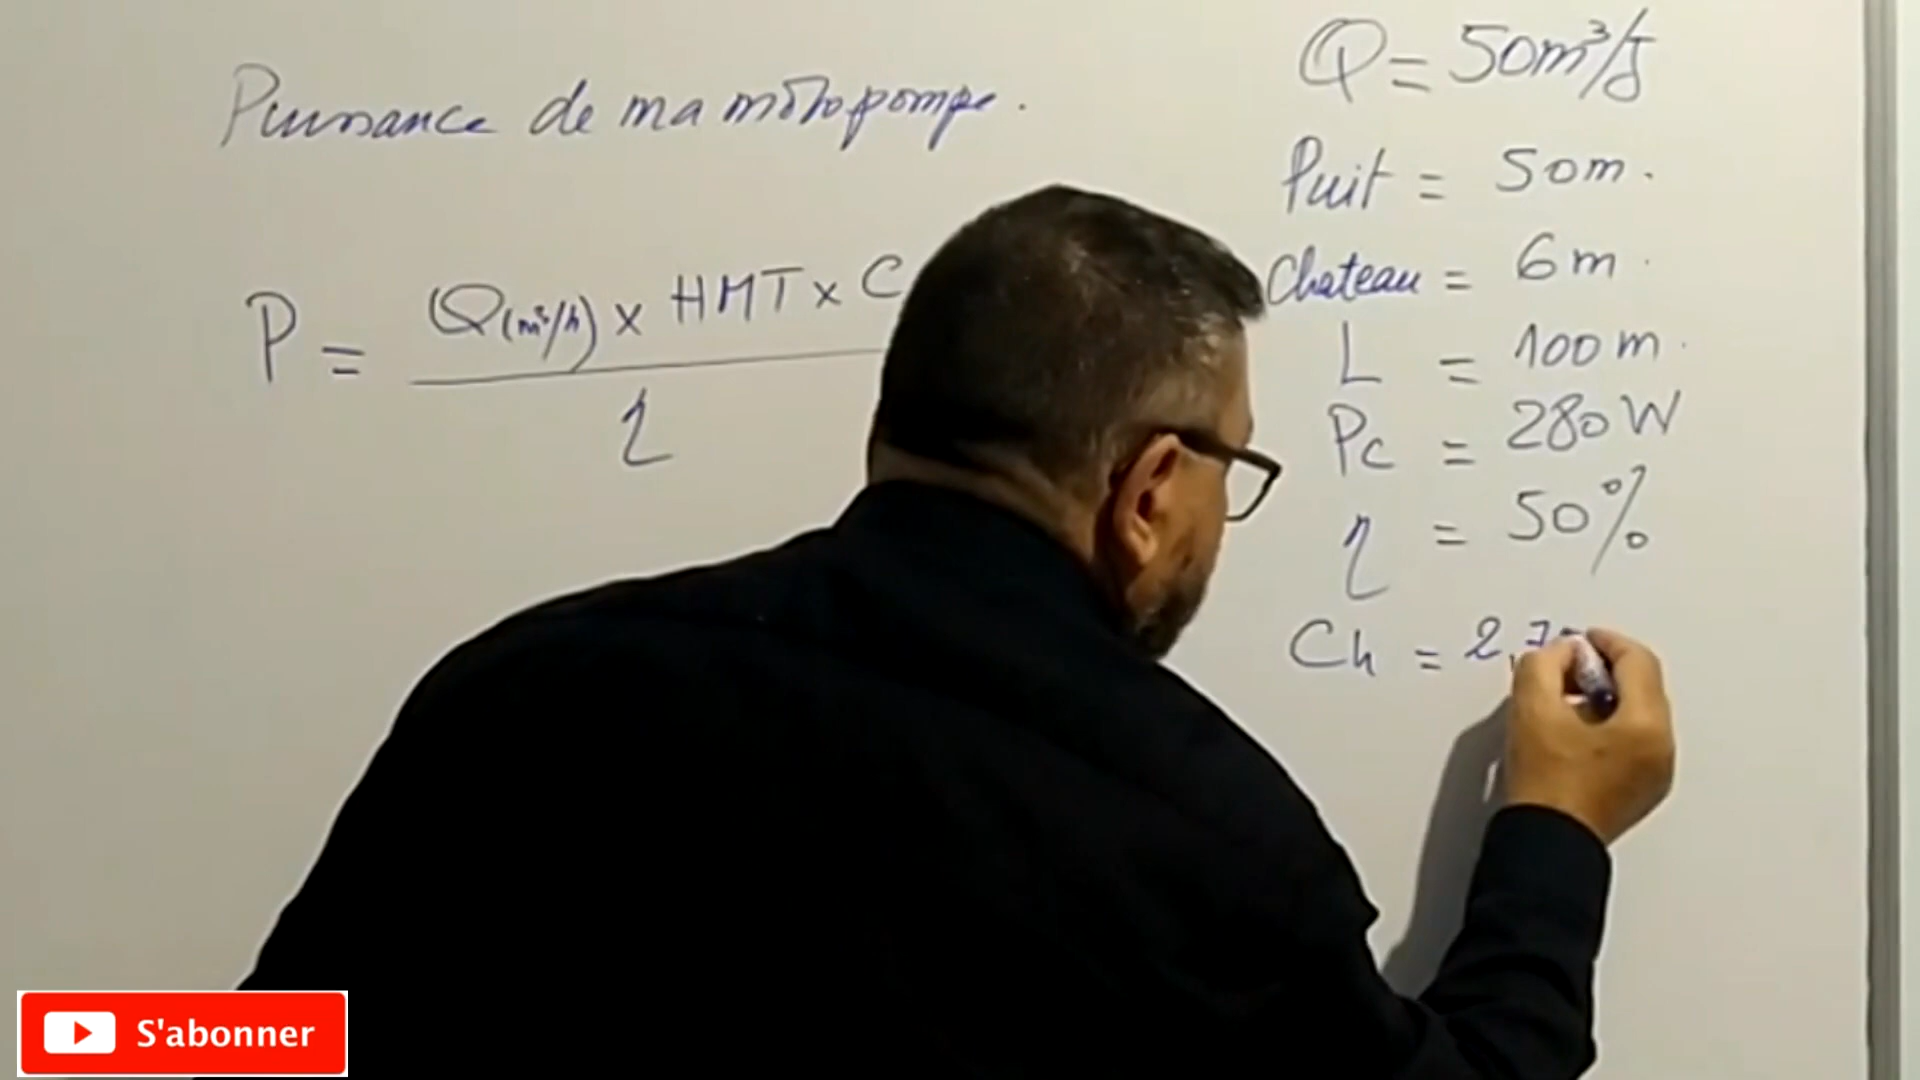 Puissance de ma motopompe.
P = Q(m³/h) x HMT x C
η
Q = 50m³/J
Puit = 50m.
Chateau = 6m.
L = 100m.
Pc = 280W
η = 50%
Ch = 2,7
S'abonner